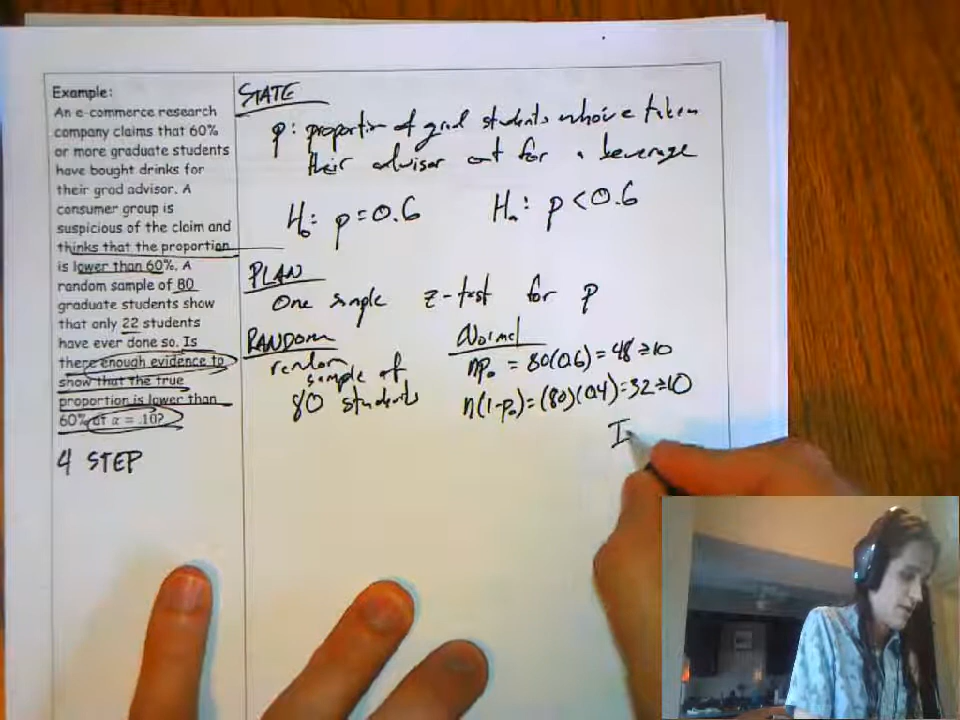 Example:
An e-commerce research
company claims that 60%
or more graduate students
have bought drinks for
their grad advisor. A
consumer group is
suspicious of the claim and
thinks that the proportion
is lower than 60%. A
random sample of 80
graduate students show
that only 22 students
have ever done so. Is
there enough evidence to
show that the true
proportion is lower than
60% at α = .10?
4 STEP
STATE
p: proportion of grad students who've taken
their advisor out for a beverage
H₀: p = 0.6 Hₐ: p < 0.6
PLAN
One sample z-test for p
RANDOM
random
sample of
80 students
Normal
np₀ = 80(0.6) = 48 ≥ 10
n(1-p₀) = (80)(0.4) = 32 ≥ 10
I